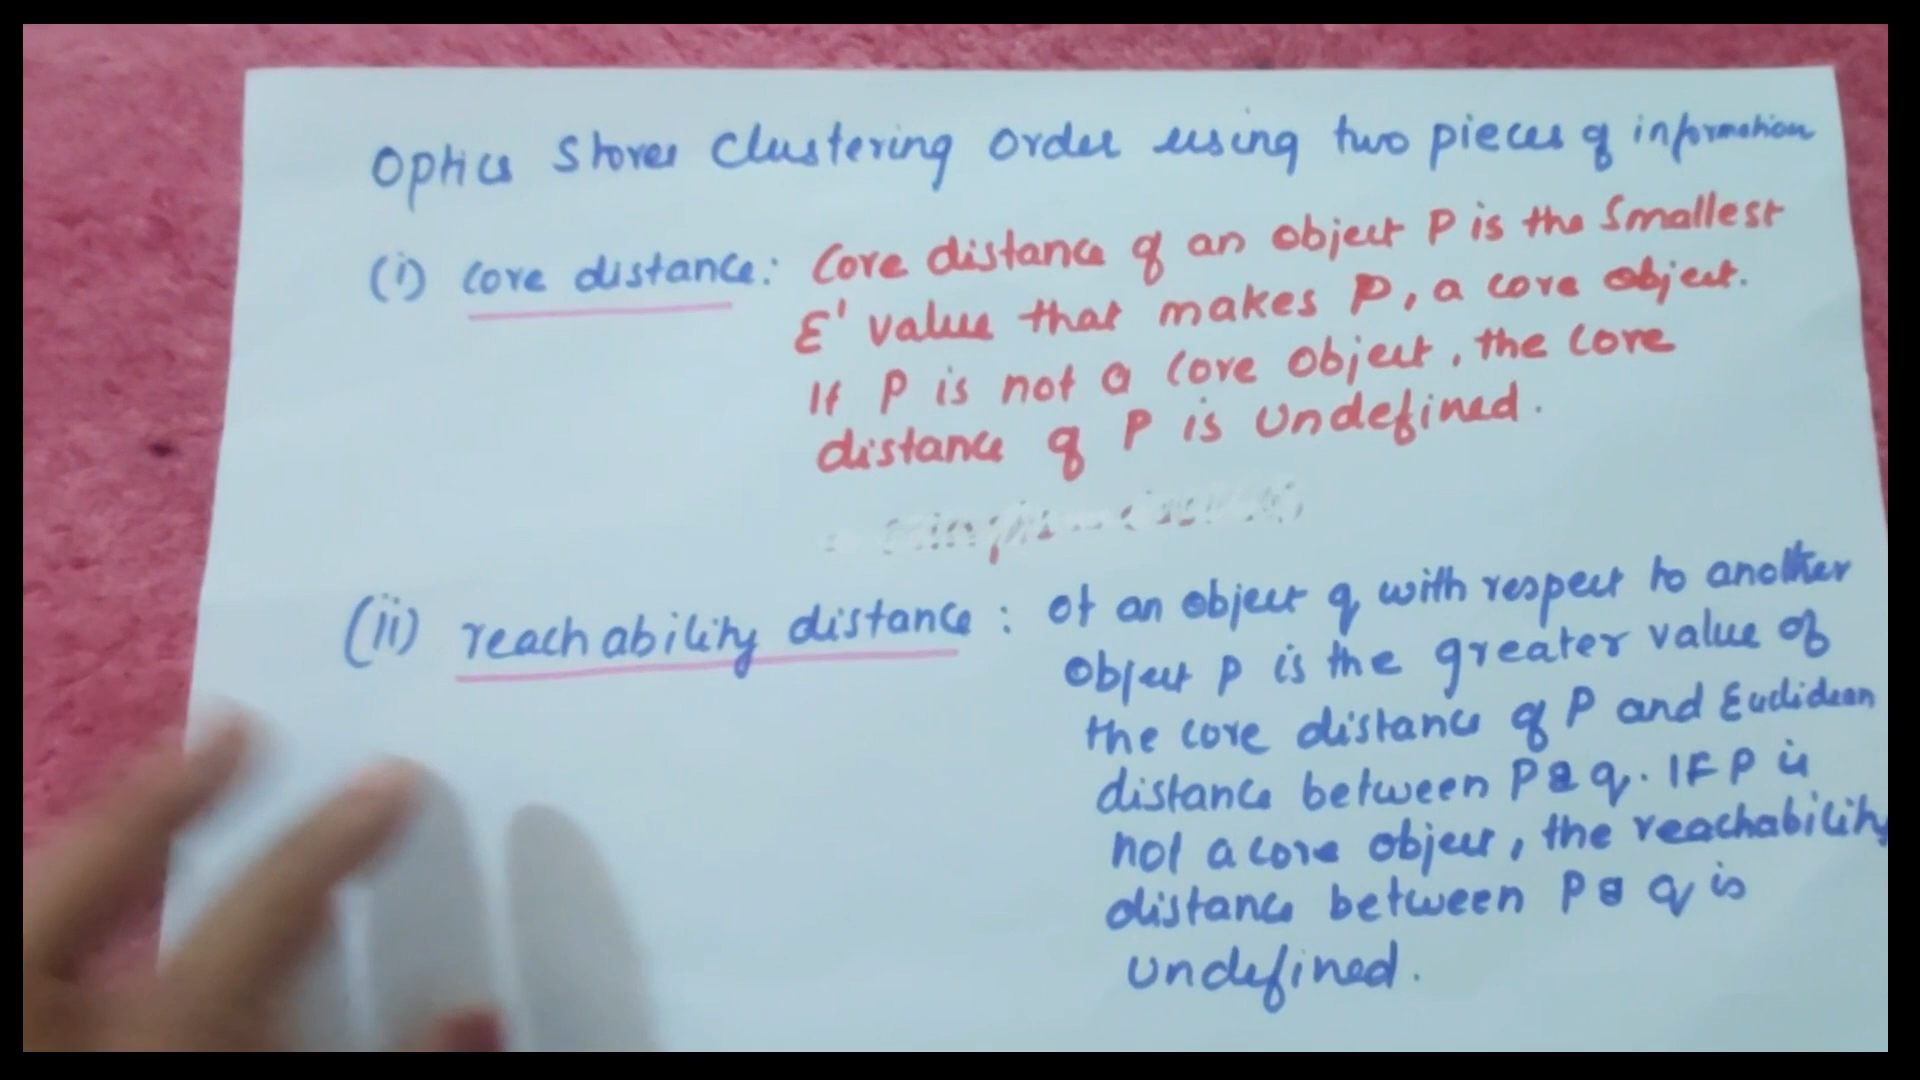 Optics Stores Clustering Order using two pieces of information
(i) core distance: Core distance of an object P is the Smallest
ε' value that makes P, a core object.
If P is not a core object, the core
distance of P is Undefined.
(ii) reachability distance: of an object q with respect to another
object p is the greater value of
the core distance of P and Euclidean
distance between P & q. IF P is
not a core object, the reachability
distance between P & q is
undefined.